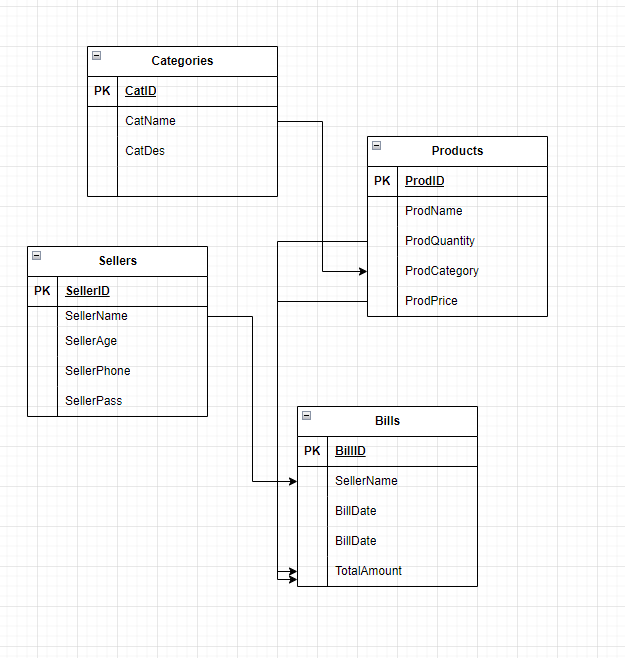 Categories
PK CatID
CatName
CatDes
Products
PK ProdID
ProdName
ProdQuantity
ProdCategory
ProdPrice
Sellers
PK SellerID
SellerName
SellerAge
SellerPhone
SellerPass
Bills
PK BillID
SellerName
BillDate
BillDate
TotalAmount